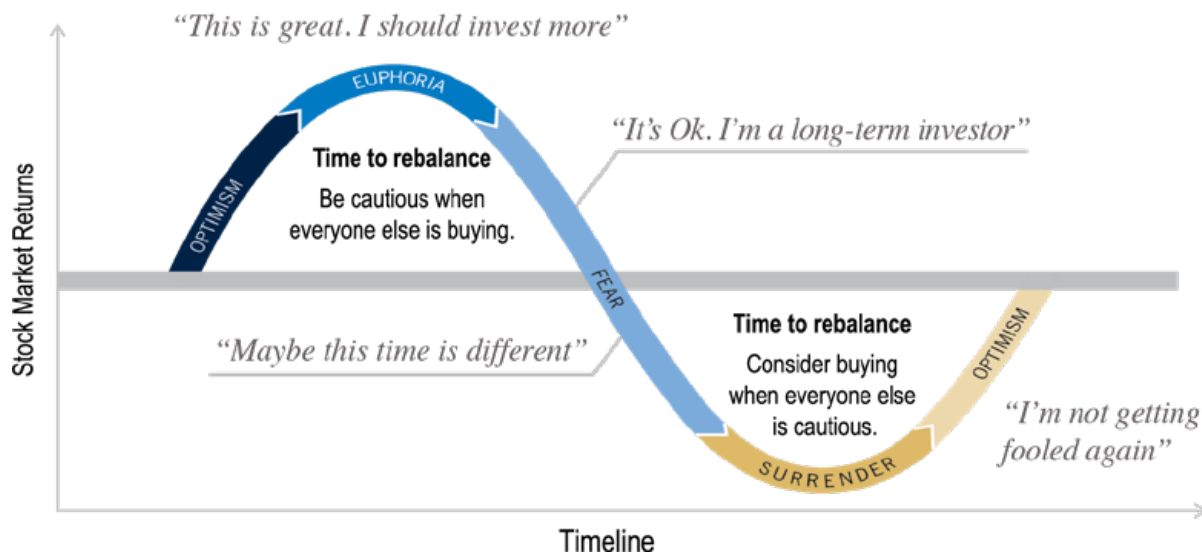 “This is great. I should invest more”
EUPHORIA
“It's Ok. I'm a long-term investor”
Time to rebalance
Be cautious when
everyone else is buying.
OPTIMISM
Stock Market Returns
FEAR
“Maybe this time is different”
Time to rebalance
Consider buying
when everyone else
is cautious.
OPTIMISM
“I'm not getting
fooled again”
SURRENDER
Timeline